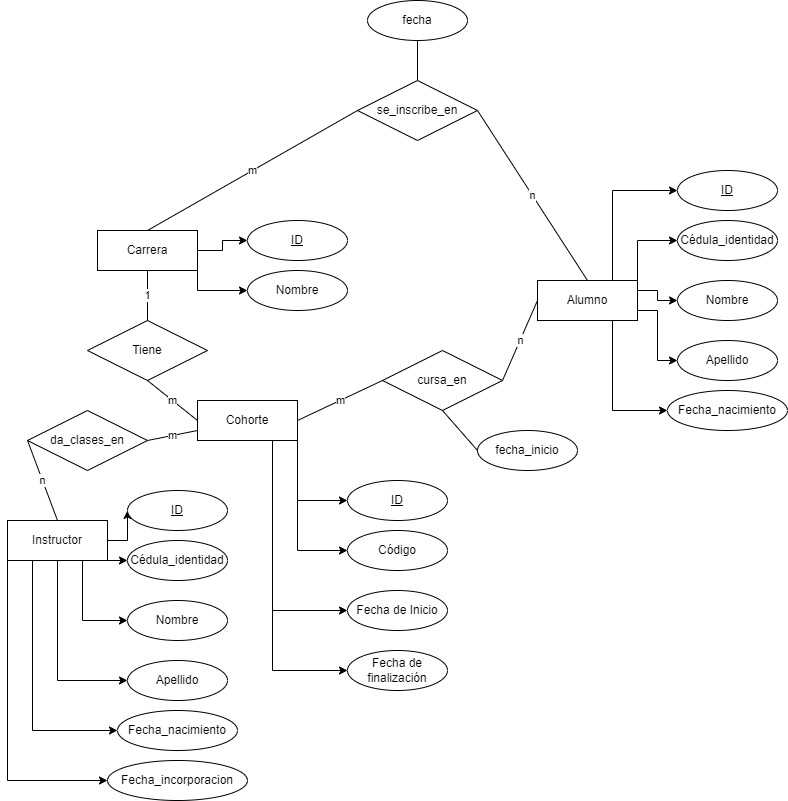 fecha
se_inscribe_en
m
n
ID
Carrera
ID
Cédula_identidad
Nombre
1
Alumno
Nombre
Tiene
n
Apellido
cursa_en
m
m
Fecha_nacimiento
Cohorte
da_clases_en
m
fecha_inicio
n
ID
ID
Instructor
Código
Cédula_identidad
Fecha de Inicio
Nombre
Fecha de
finalización
Apellido
Fecha_nacimiento
Fecha_incorporacion